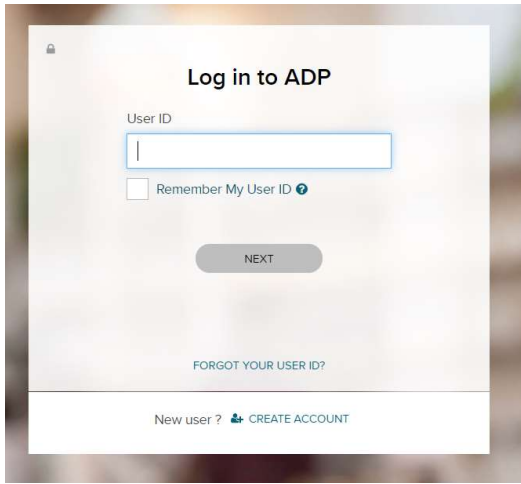 Log in to ADP
User ID
Remember My User ID ?
NEXT
FORGOT YOUR USER ID?
New user ? CREATE ACCOUNT